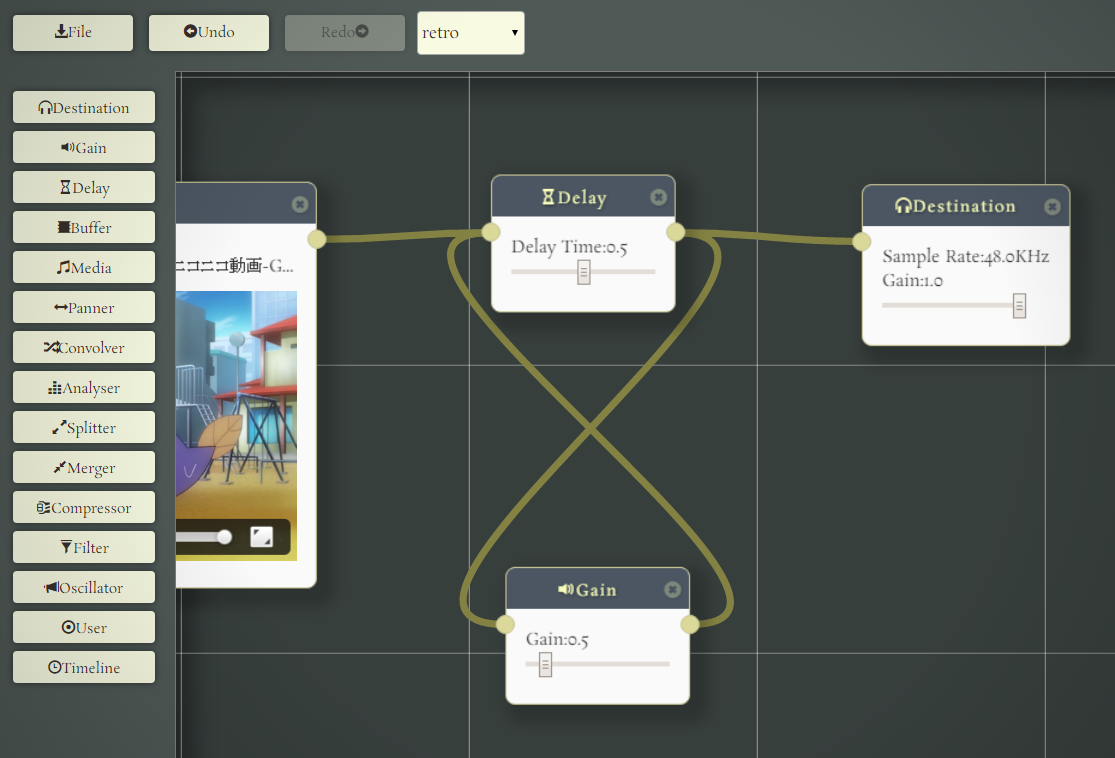 File
Undo
Redo
retro
Destination
Gain
Delay
Buffer
Media
Panner
Convolver
Analyser
Splitter
Merger
Compressor
Filter
Oscillator
User
Timeline
ニコニコ動画-G...
Delay
Delay Time:0.5
Destination
Sample Rate:48.0KHz
Gain:1.0
Gain
Gain:0.5